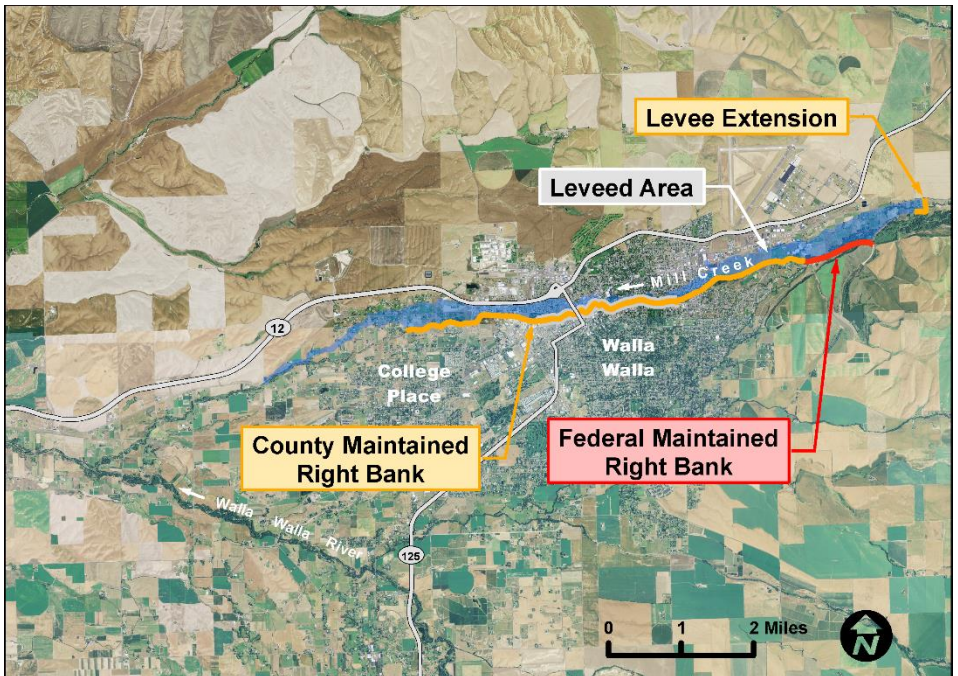 Levee Extension
Leveed Area
Mill Creek
12
Walla
Walla
College
Place
County Maintained
Right Bank
Federal Maintained
Right Bank
Walla Walla River
125
0 1 2 Miles
N